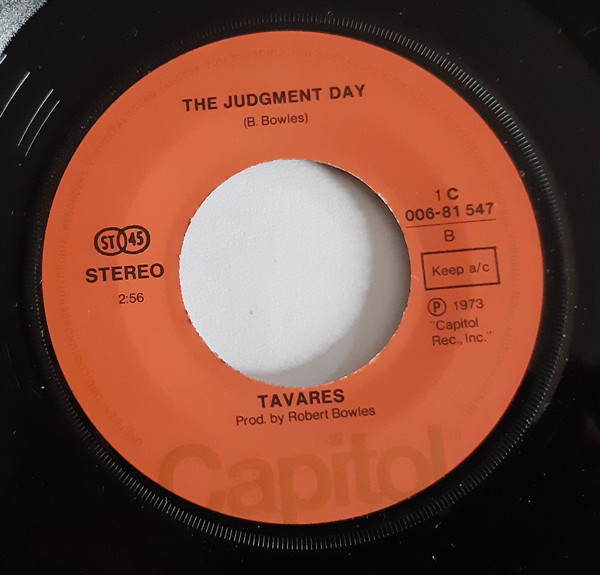 THE JUDGMENT DAY
(B. Bowles)
ST 45
STEREO
2:56
1 C
006-81 547
B
Keep a/c
Ⓟ 1973
"Capitol
Rec., Inc."
TAVARES
Prod. by Robert Bowles
Capitol